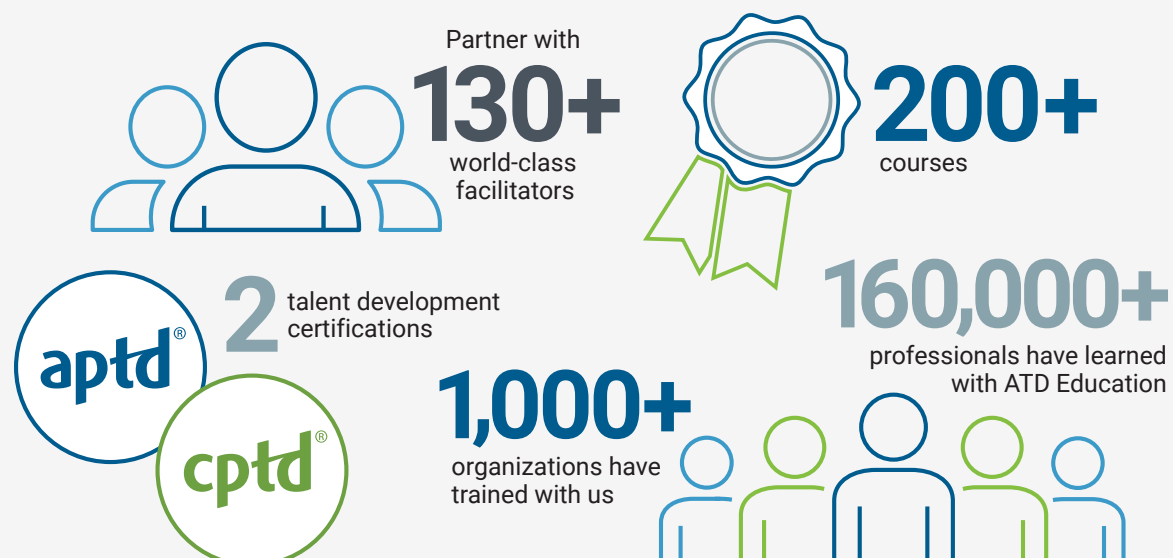 Partner with
130+
world-class
facilitators
200+
courses
aptd®
cptd®
2
talent development
certifications
1,000+
organizations have
trained with us
160,000+
professionals have learned
with ATD Education